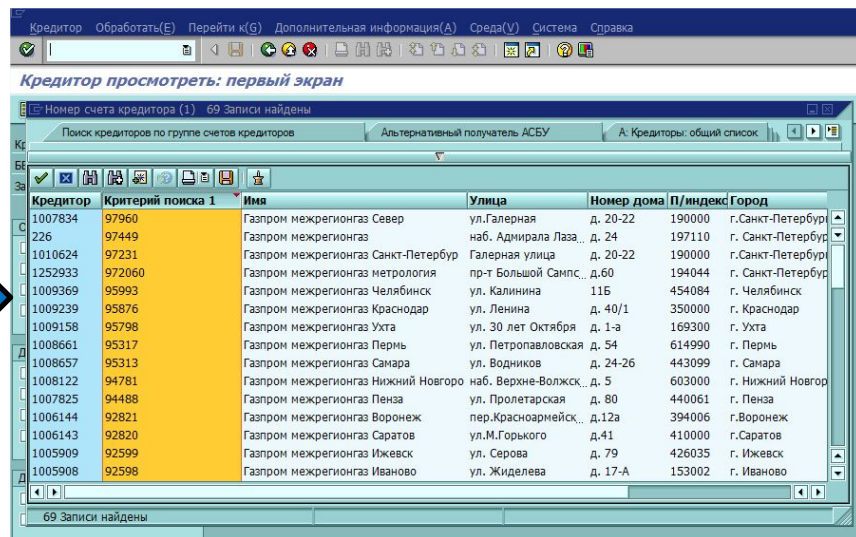 Кредитор Обработать(E) Перейти к(G) Дополнительная информация(A) Среда(V) Система Справка
Кредитор просмотреть: первый экран
Номер счета кредитора (1) 69 Записи найдены
Поиск кредиторов по группе счетов кредиторов Альтернативный получатель АСБУ А: Кредиторы: общий список
Кредитор Критерий поиска 1 Имя Улица Номер дома П/индекс Город
1007834 97960 Газпром межрегионгаз Север ул.Галерная д. 20-22 190000 г.Санкт-Петербур
226 97449 Газпром межрегионгаз наб. Адмирала Лаза д. 24 197110 г. Санкт-Петербур
1010624 97231 Газпром межрегионгаз Санкт-Петербур Галерная улица д. 20-22 190000 г.Санкт-Петербур
1252933 972060 Газпром межрегионгаз метрология пр-т Большой Сампс д.60 194044 г. Санкт-Петербур
1009369 95993 Газпром межрегионгаз Челябинск ул. Калинина 11Б 454084 г. Челябинск
1009239 95876 Газпром межрегионгаз Краснодар ул. Ленина д. 40/1 350000 г. Краснодар
1009158 95798 Газпром межрегионгаз Ухта ул. 30 лет Октября д. 1-а 169300 г. Ухта
1008661 95317 Газпром межрегионгаз Пермь ул. Петропавловская д. 54 614990 г. Пермь
1008657 95313 Газпром межрегионгаз Самара ул. Водников д. 24-26 443099 г. Самара
1008122 94781 Газпром межрегионгаз Нижний Новгоро наб. Верхне-Волжск д. 5 603000 г. Нижний Новгор
1007825 94488 Газпром межрегионгаз Пенза ул. Пролетарская д. 80 440061 г. Пенза
1006144 92821 Газпром межрегионгаз Воронеж пер.Красноармейск д.12а 394006 г.Воронеж
1006143 92820 Газпром межрегионгаз Саратов ул.М.Горького д.41 410000 г.Саратов
1005909 92599 Газпром межрегионгаз Ижевск ул. Серова д. 79 426035 г. Ижевск
1005908 92598 Газпром межрегионгаз Иваново ул. Жиделева д. 17-А 153002 г. Иваново
69 Записи найдены